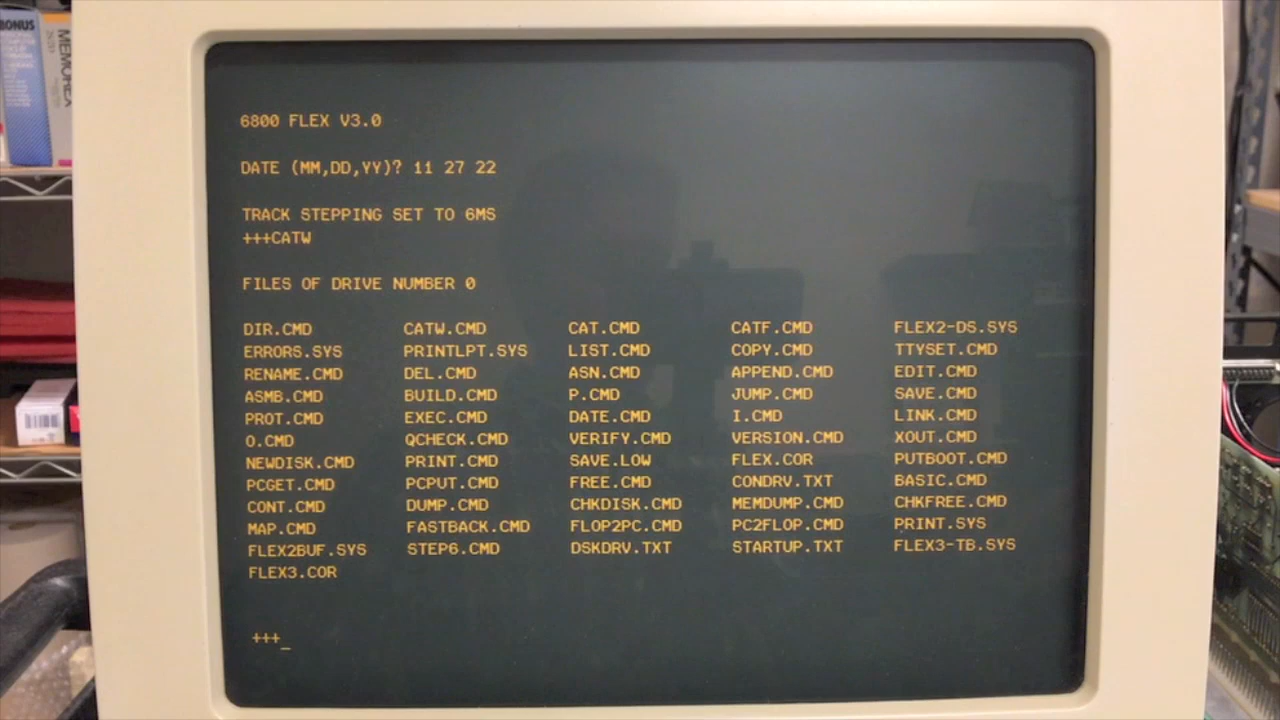 BONUS
MEMOREX
6800 FLEX V3.0
DATE (MM,DD,YY)? 11 27 22
TRACK STEPPING SET TO 6MS
+++CATW
FILES OF DRIVE NUMBER 0
DIR.CMD CATW.CMD CAT.CMD CATF.CMD FLEX2-DS.SYS
ERRORS.SYS PRINTLPT.SYS LIST.CMD COPY.CMD TTYSET.CMD
RENAME.CMD DEL.CMD ASN.CMD APPEND.CMD EDIT.CMD
ASMB.CMD BUILD.CMD P.CMD JUMP.CMD SAVE.CMD
PROT.CMD EXEC.CMD DATE.CMD I.CMD LINK.CMD
O.CMD QCHECK.CMD VERIFY.CMD VERSION.CMD XOUT.CMD
NEWDISK.CMD PRINT.CMD SAVE.LOW FLEX.COR PUTBOOT.CMD
PCGET.CMD PCPUT.CMD FREE.CMD CONDRV.TXT BASIC.CMD
CONT.CMD DUMP.CMD CHKDISK.CMD MEMDUMP.CMD CHKFREE.CMD
MAP.CMD FASTBACK.CMD FLOP2PC.CMD PC2FLOP.CMD PRINT.SYS
FLEX2BUF.SYS STEP6.CMD DSKDRV.TXT STARTUP.TXT FLEX3-TB.SYS
FLEX3.COR
+++_